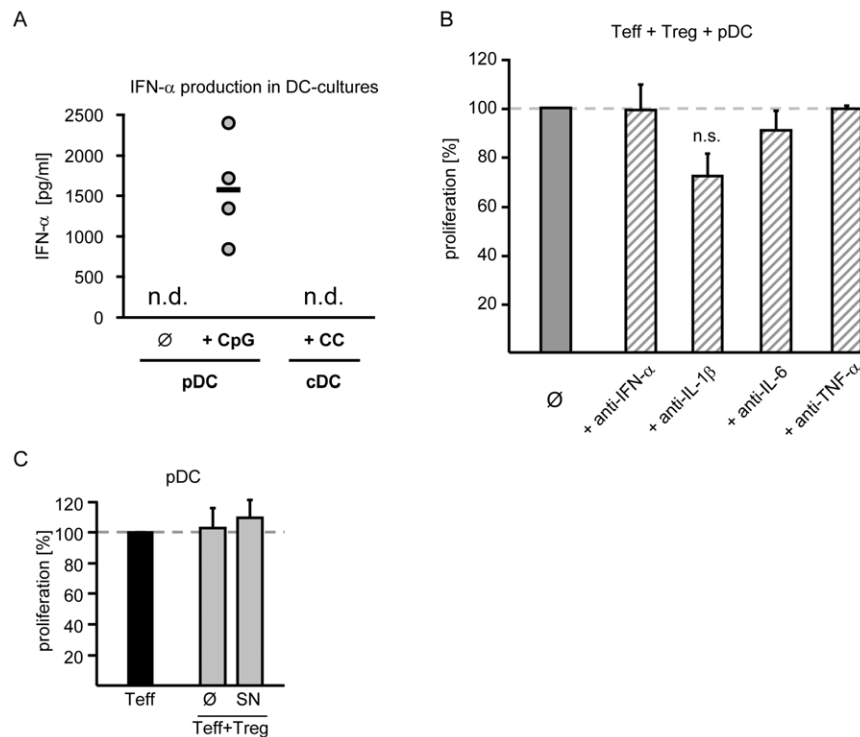 A
IFN-α production in DC-cultures
IFN-α [pg/ml]
2500
2000
1500
1000
500
0
n.d.
n.d.
Ø + CpG + CC
pDC cDC
B
Teff + Treg + pDC
proliferation [%]
120
100
80
60
40
20
n.s.
Ø
+ anti-IFN-α
+ anti-IL-1β
+ anti-IL-6
+ anti-TNF-α
C
pDC
proliferation [%]
120
100
80
60
40
20
Teff Ø SN
Teff+Treg